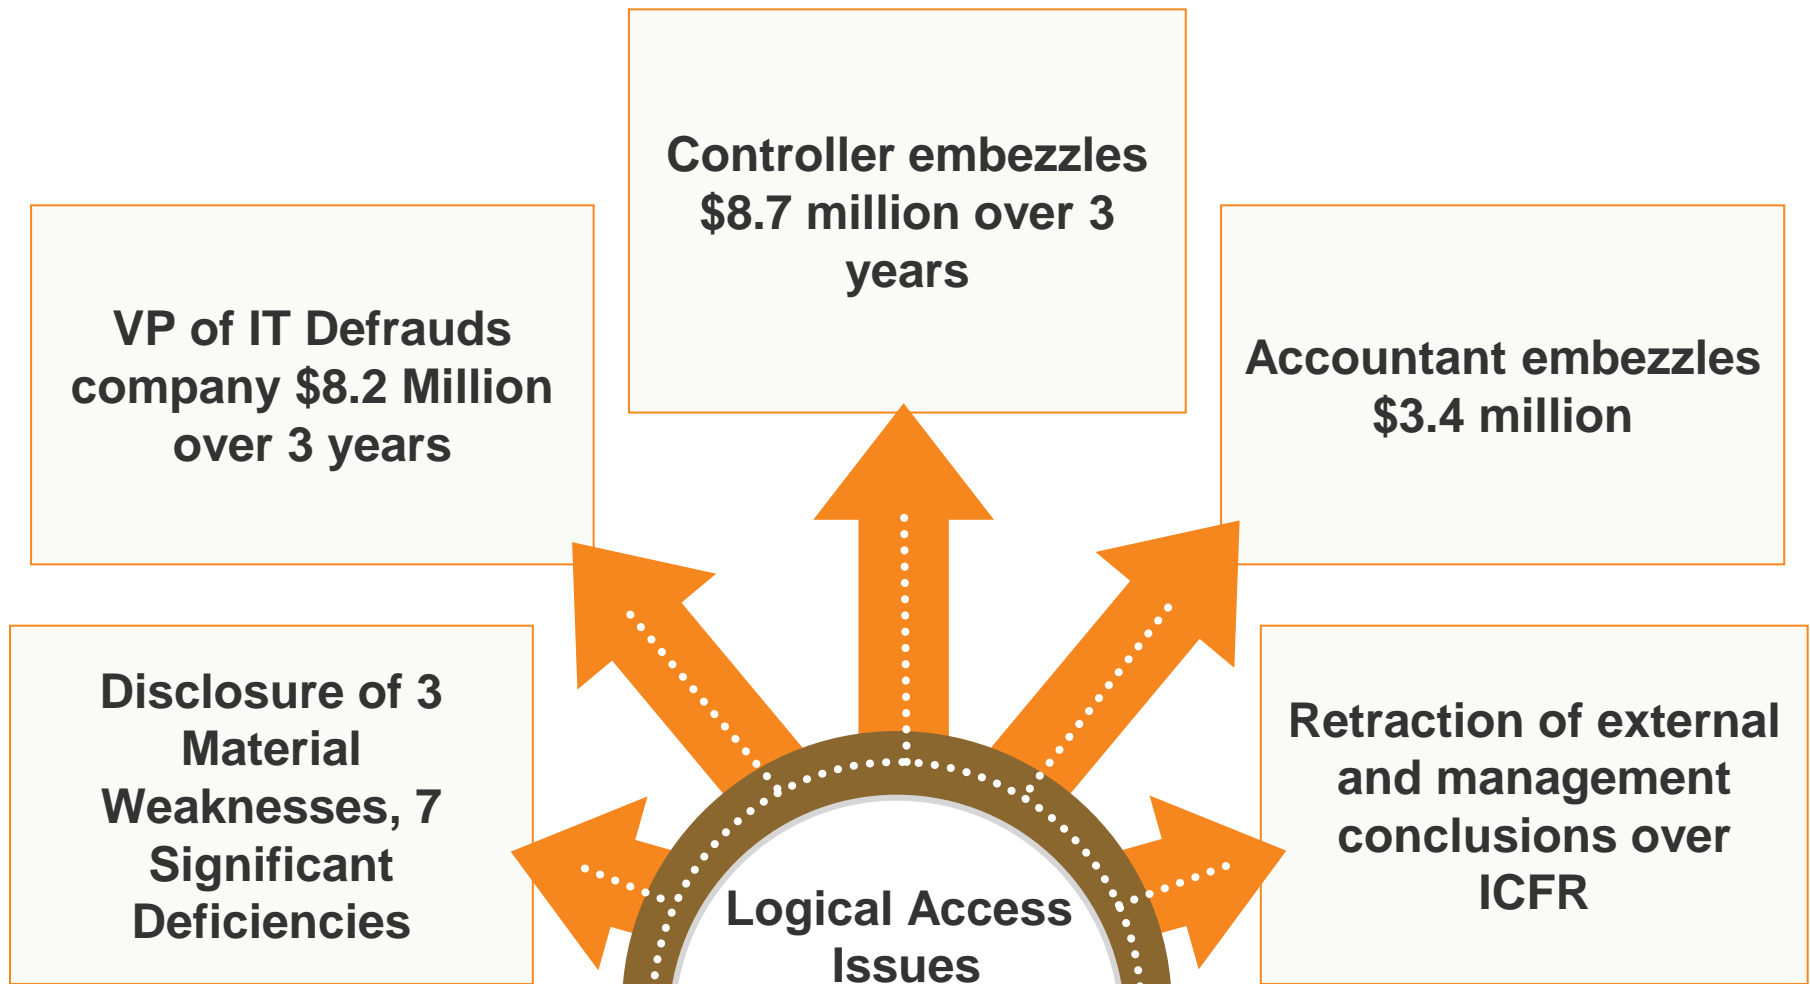 Controller embezzles
$8.7 million over 3
years
VP of IT Defrauds
company $8.2 Million
over 3 years
Accountant embezzles
$3.4 million
Disclosure of 3
Material
Weaknesses, 7
Significant
Deficiencies
Retraction of external
and management
conclusions over
ICFR
Logical Access
Issues